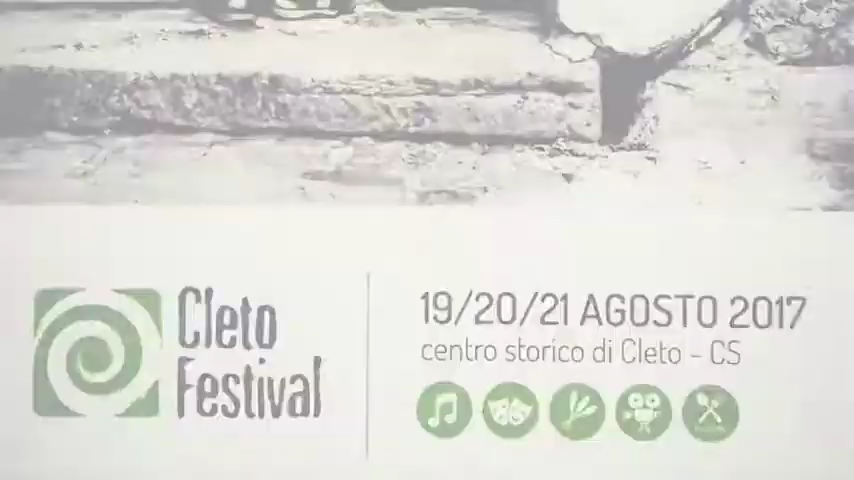 Cleto
Festival
19/20/21 AGOSTO 2017
centro storico di Cleto - CS